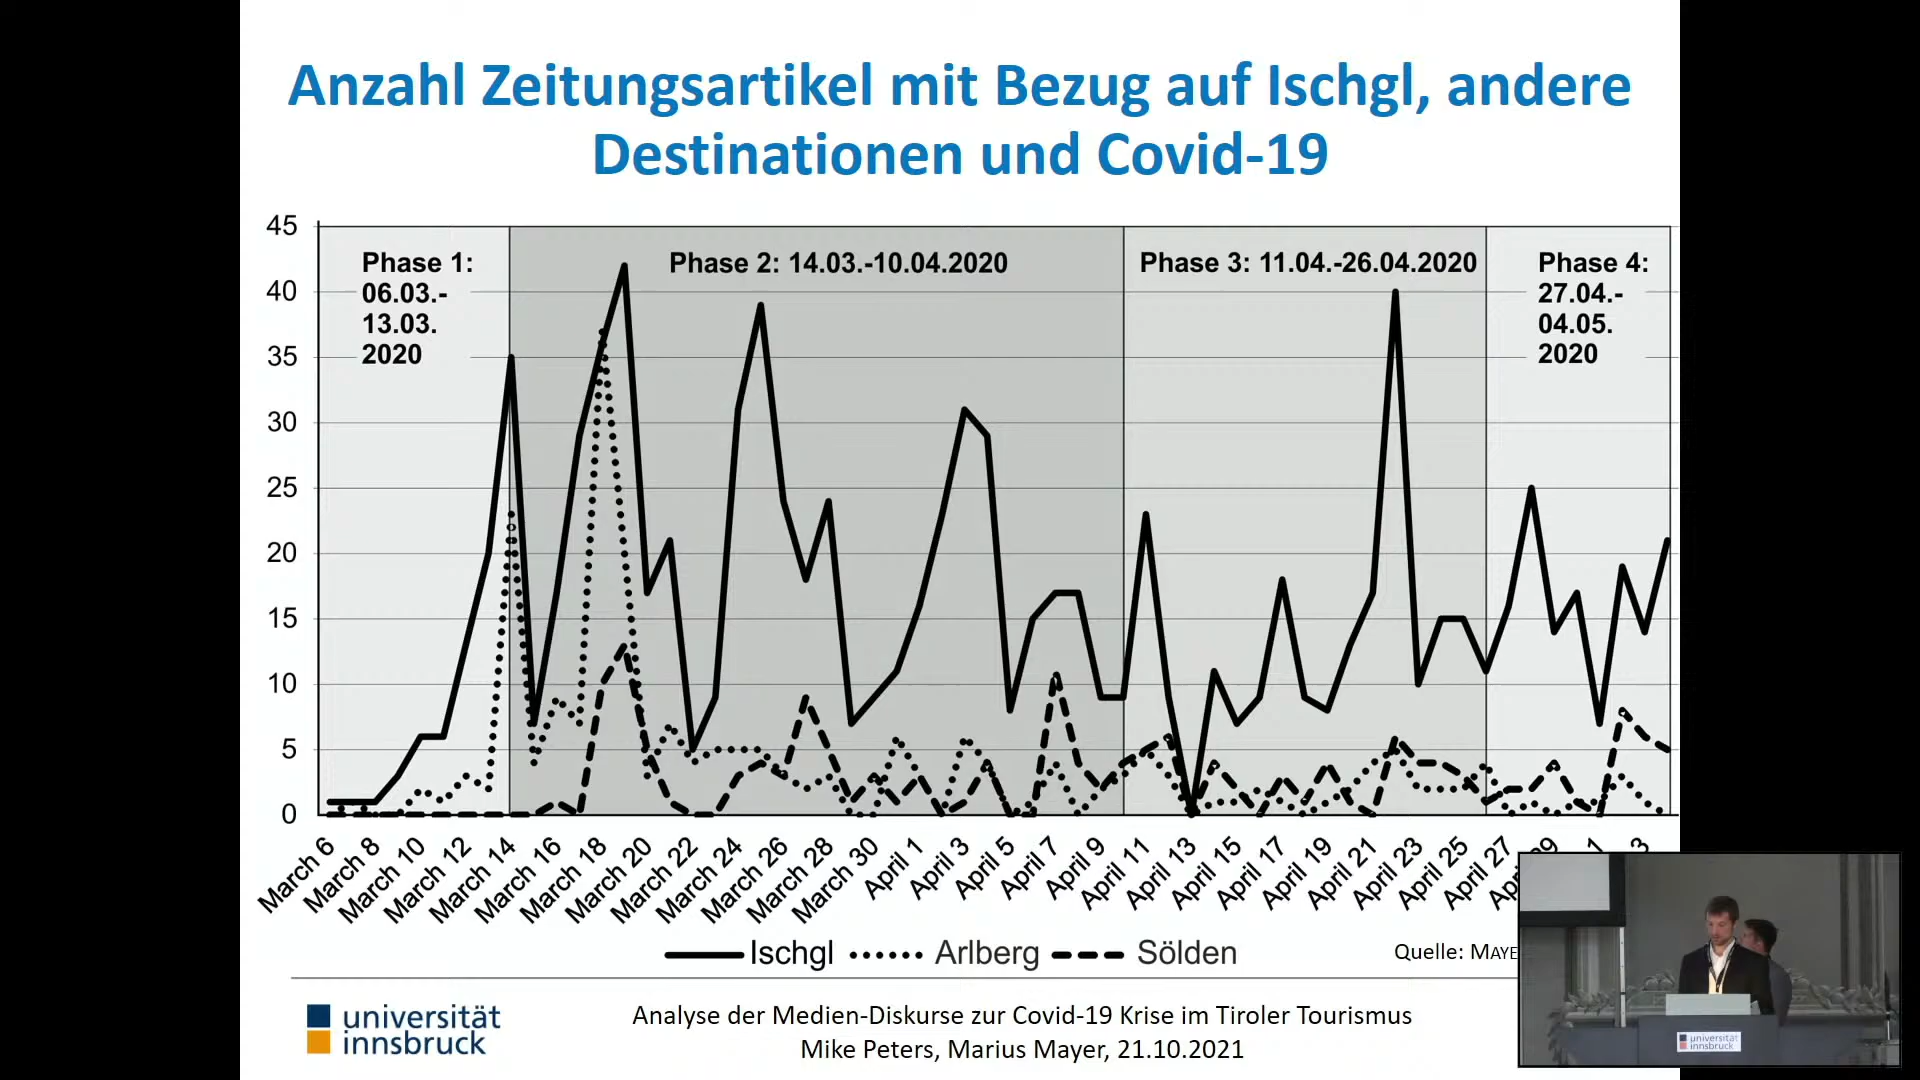 Anzahl Zeitungsartikel mit Bezug auf Ischgl, andere
Destinationen und Covid-19
45
40
35
30
25
20
15
10
5
0
Phase 1:
06.03.-
13.03.
2020
Phase 2: 14.03.-10.04.2020
Phase 3: 11.04.-26.04.2020
Phase 4:
27.04.-
04.05.
2020
March 6
March 8
March 10
March 12
March 14
March 16
March 18
March 20
March 22
March 24
March 26
March 28
March 30
April 1
April 3
April 5
April 7
April 9
April 11
April 13
April 15
April 17
April 19
April 21
April 23
April 25
April 27
29
1
3
Ischgl
Arlberg
Sölden
Quelle:
universität
innsbruck
Analyse der Medien-Diskurse zur Covid-19 Krise im Tiroler Tourismus
Mike Peters, Marius Mayer, 21.10.2021
universität
innsbruck